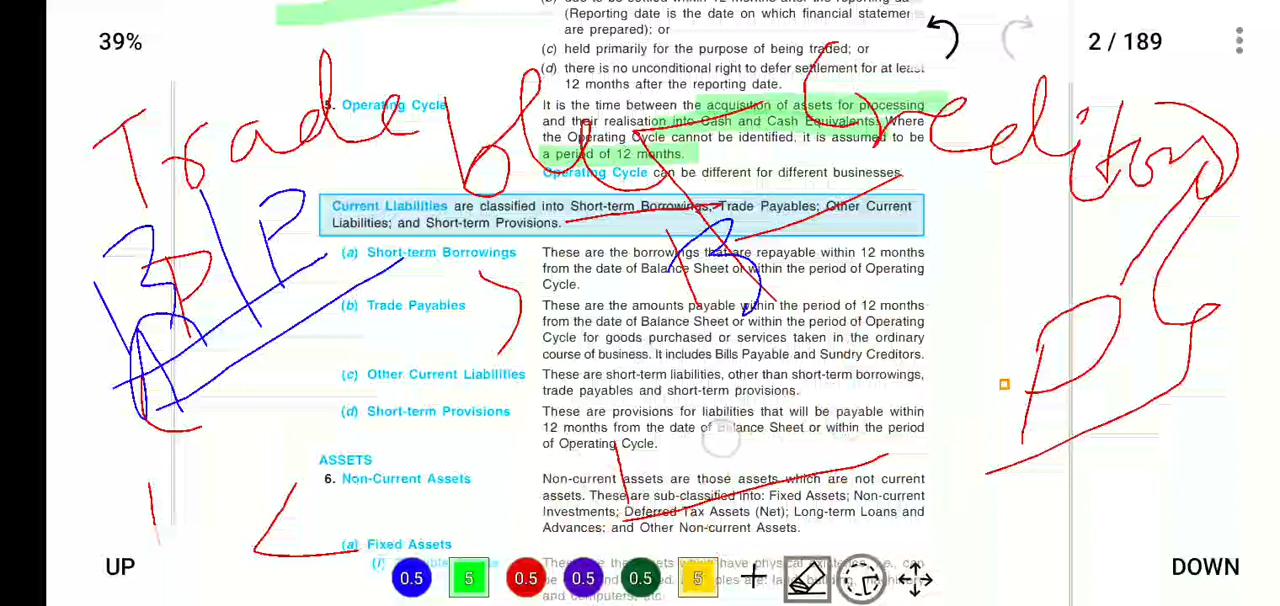 39%
2 / 189
(Reporting date is the date on which financial statements
are prepared); or
(c) held primarily for the purpose of being traded; or
(d) there is no unconditional right to defer settlement for at least
12 months after the reporting date.
5. Operating Cycle
It is the time between the acquisition of assets for processing
and their realisation into Cash and Cash Equivalents. Where
the Operating Cycle cannot be identified, it is assumed to be
a period of 12 months.
Operating Cycle can be different for different businesses.
Trade
Creditors
Current Liabilities are classified into Short-term Borrowings; Trade Payables; Other Current
Liabilities; and Short-term Provisions.
(a) Short-term Borrowings
These are the borrowings that are repayable within 12 months
from the date of Balance Sheet or within the period of Operating
Cycle.
B/P
(b) Trade Payables
These are the amounts payable within the period of 12 months
from the date of Balance Sheet or within the period of Operating
Cycle for goods purchased or services taken in the ordinary
course of business. It includes Bills Payable and Sundry Creditors.
(c) Other Current Liabilities
These are short-term liabilities, other than short-term borrowings,
trade payables and short-term provisions.
(d) Short-term Provisions
These are provisions for liabilities that will be payable within
12 months from the date of Balance Sheet or within the period
of Operating Cycle.
ASSETS
6. Non-Current Assets
Non-current assets are those assets which are not current
assets. These are sub-classified into: Fixed Assets; Non-current
Investments; Deferred Tax Assets (Net); Long-term Loans and
Advances; and Other Non-current Assets.
(a) Fixed Assets
UP
0.5
5
0.5
0.5
0.5
5
DOWN